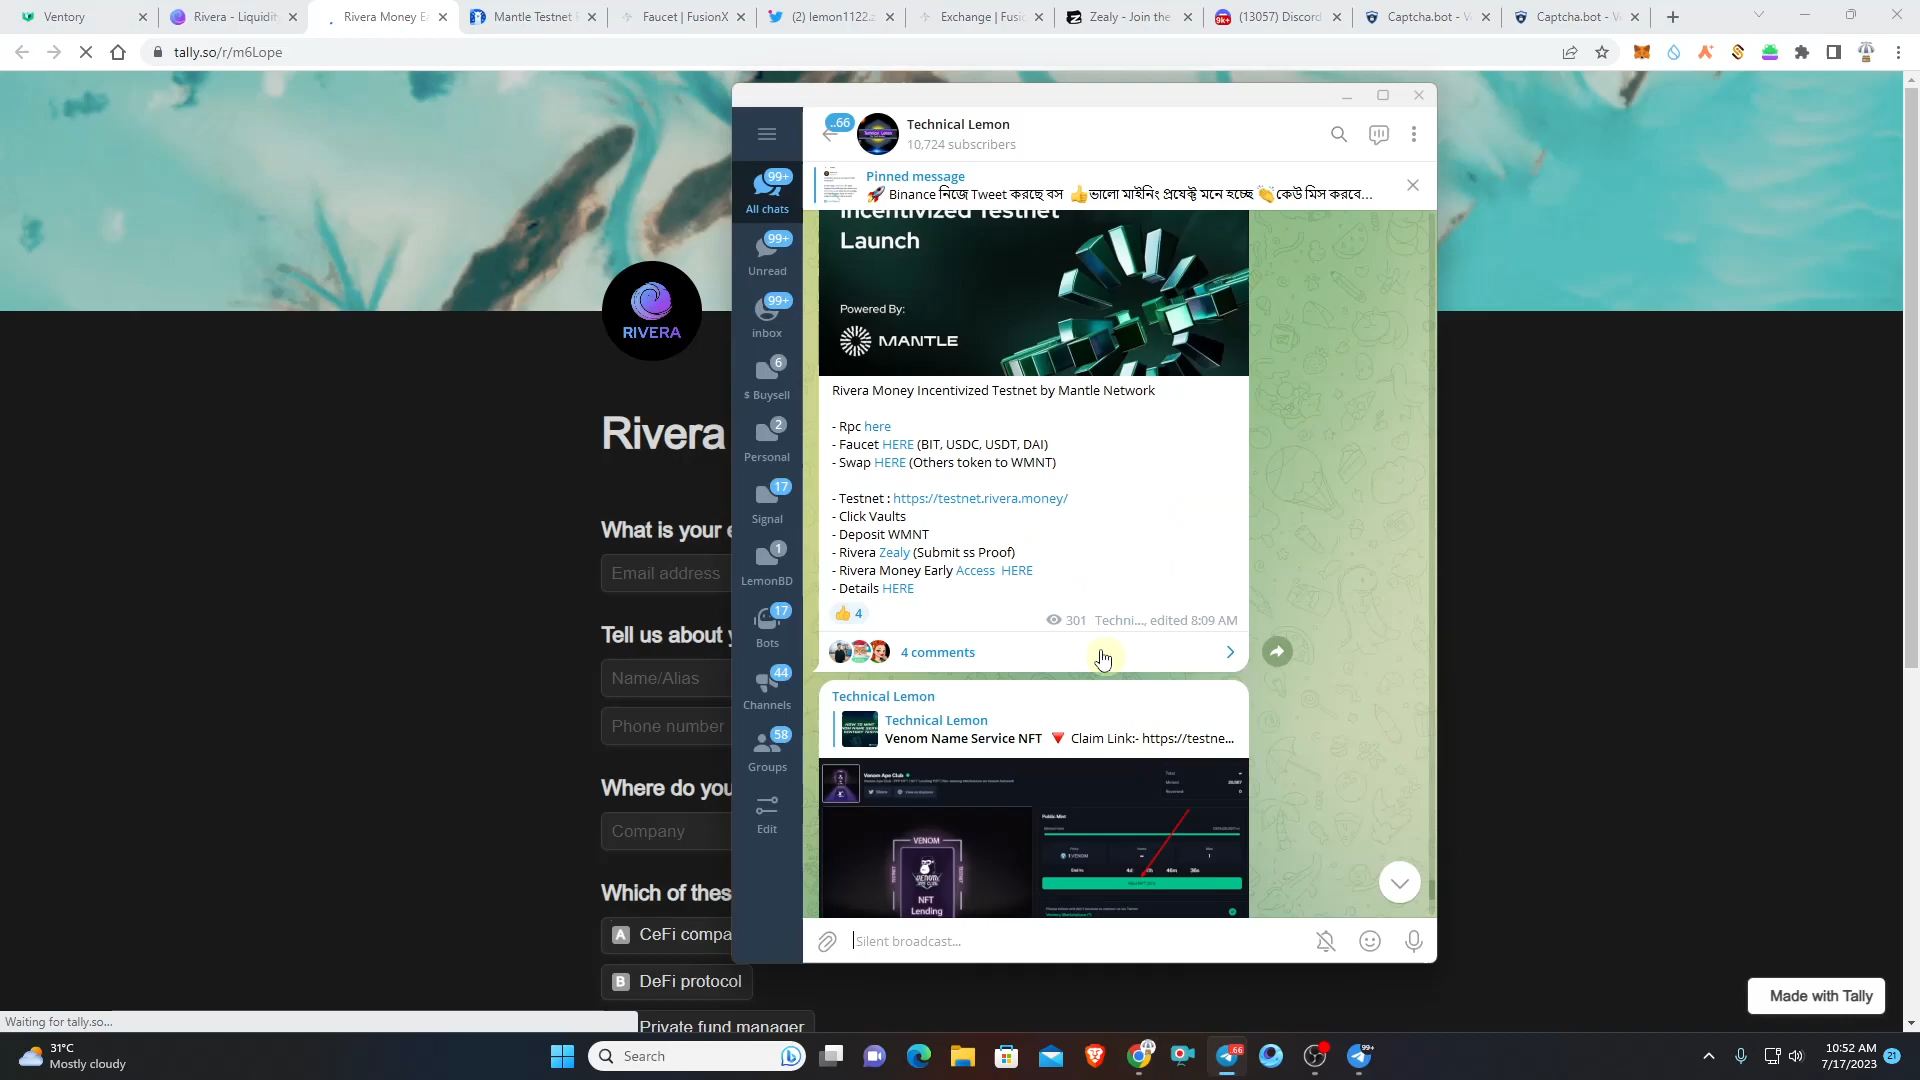 Ventory
Rivera - Liquidit
Rivera Money Ea
Mantle Testnet
Faucet | FusionX
(2) lemon1122.
Exchange | Fusi
Zealy - Join the
(13057) Discord
Captcha.bot - V
Captcha.bot - V
tally.so/r/m6Lope
RIVERA
Rivera
What is your e
Email address
Tell us about y
Name/Alias
Phone number
Where do you
Company
Which of thes
A CeFi compa
B DeFi protocol
Private fund manager
Made with Tally
Waiting for tally.so...
..66
Technical Lemon
10,724 subscribers
Pinned message
🚀 Binance নিজে Tweet করছে বস 👍ভালো মাইনিং প্রষেক্ট মনে হচ্ছে 👏কেউ মিস করবে...
99+
All chats
99+
Unread
99+
inbox
6
$ Buysell
2
Personal
17
Signal
1
LemonBD
17
Bots
44
Channels
58
Groups
Edit
Incentivized Testnet
Launch
Powered By:
MANTLE
Rivera Money Incentivized Testnet by Mantle Network
- Rpc here
- Faucet HERE (BIT, USDC, USDT, DAI)
- Swap HERE (Others token to WMNT)
- Testnet : https://testnet.rivera.money/
- Click Vaults
- Deposit WMNT
- Rivera Zealy (Submit ss Proof)
- Rivera Money Early Access HERE
- Details HERE
👍 4
301 Techni..., edited 8:09 AM
4 comments
Technical Lemon
Technical Lemon
Venom Name Service NFT 🔻 Claim Link:- https://testne...
Venom Ape Club
Public Mint
VENOM
NFT
Lending
Silent broadcast...
31°C
Mostly cloudy
Search
66
99+
10:52 AM
7/17/2023
21